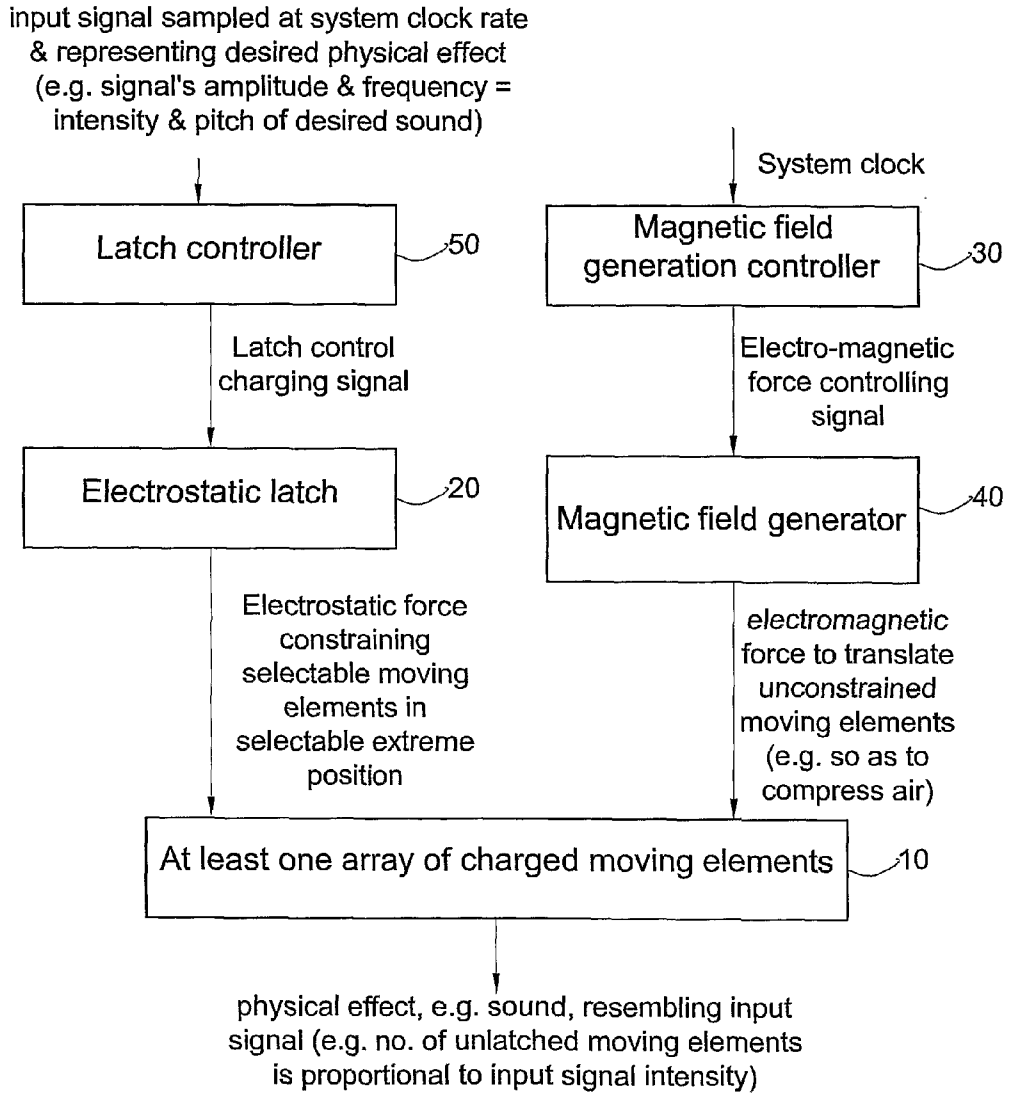 input signal sampled at system clock rate
& representing desired physical effect
(e.g. signal's amplitude & frequency =
intensity & pitch of desired sound)
System clock
Latch controller
50
Magnetic field
generation controller
30
Latch control
charging signal
Electro-magnetic
force controlling
signal
Electrostatic latch
20
Magnetic field generator
40
Electrostatic force
constraining
selectable moving
elements in
selectable extreme
position
electromagnetic
force to translate
unconstrained
moving elements
(e.g. so as to
compress air)
At least one array of charged moving elements
10
physical effect, e.g. sound, resembling input
signal (e.g. no. of unlatched moving elements
is proportional to input signal intensity)